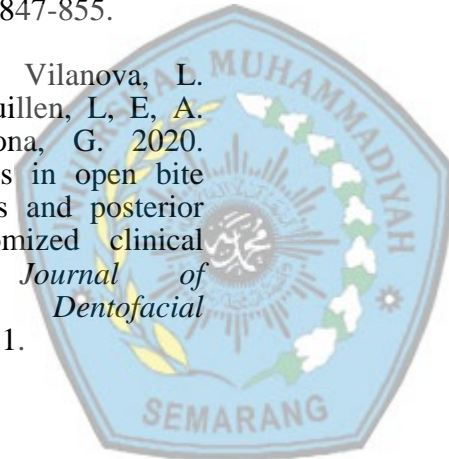 847-855.
Vilanova, L.
uillen, L, E, A.
ona, G. 2020.
s in open bite
s and posterior
omized clinical
Journal of
Dentofacial
1.
MUHAMMADIYAH
SEMARANG